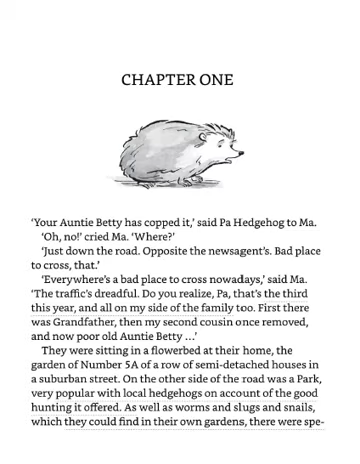 CHAPTER ONE
‘Your Auntie Betty has copped it,’ said Pa Hedgehog to Ma.
‘Oh, no!’ cried Ma. ‘Where?’
‘Just down the road. Opposite the newsagent’s. Bad place
to cross, that.’
‘Everywhere’s a bad place to cross nowadays,’ said Ma.
‘The traffic’s dreadful. Do you realize, Pa, that’s the third
this year, and all on my side of the family too. First there
was Grandfather, then my second cousin once removed,
and now poor old Auntie Betty …’
They were sitting in a flowerbed at their home, the
garden of Number 5A of a row of semi-detached houses in
a suburban street. On the other side of the road was a Park,
very popular with local hedgehogs on account of the good
hunting it offered. As well as worms and slugs and snails,
which they could find in their own gardens, there were spe-